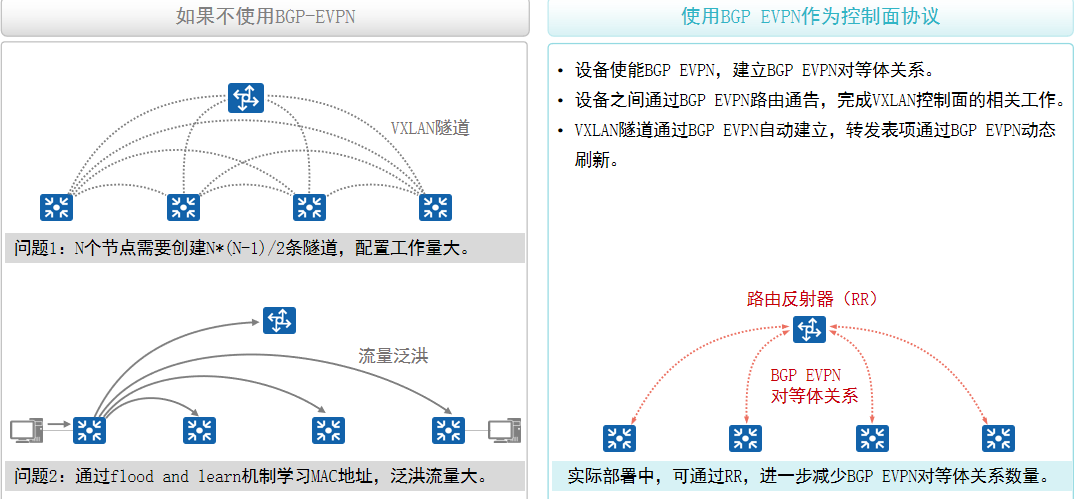 如果不使用BGP-EVPN
VXLAN隧道
问题1: N个节点需要创建N*(N-1)/2条隧道，配置工作量大。
流量泛洪
问题2: 通过flood and learn机制学习MAC地址，泛洪流量大。
使用BGP EVPN作为控制面协议
• 设备使能BGP EVPN，建立BGP EVPN对等体关系。
• 设备之间通过BGP EVPN路由通告，完成VXLAN控制面的相关工作。
• VXLAN隧道通过BGP EVPN自动建立，转发表项通过BGP EVPN动态
刷新。
路由反射器（RR）
BGP EVPN
对等体关系
实际部署中，可通过RR，进一步减少BGP EVPN对等体关系数量。